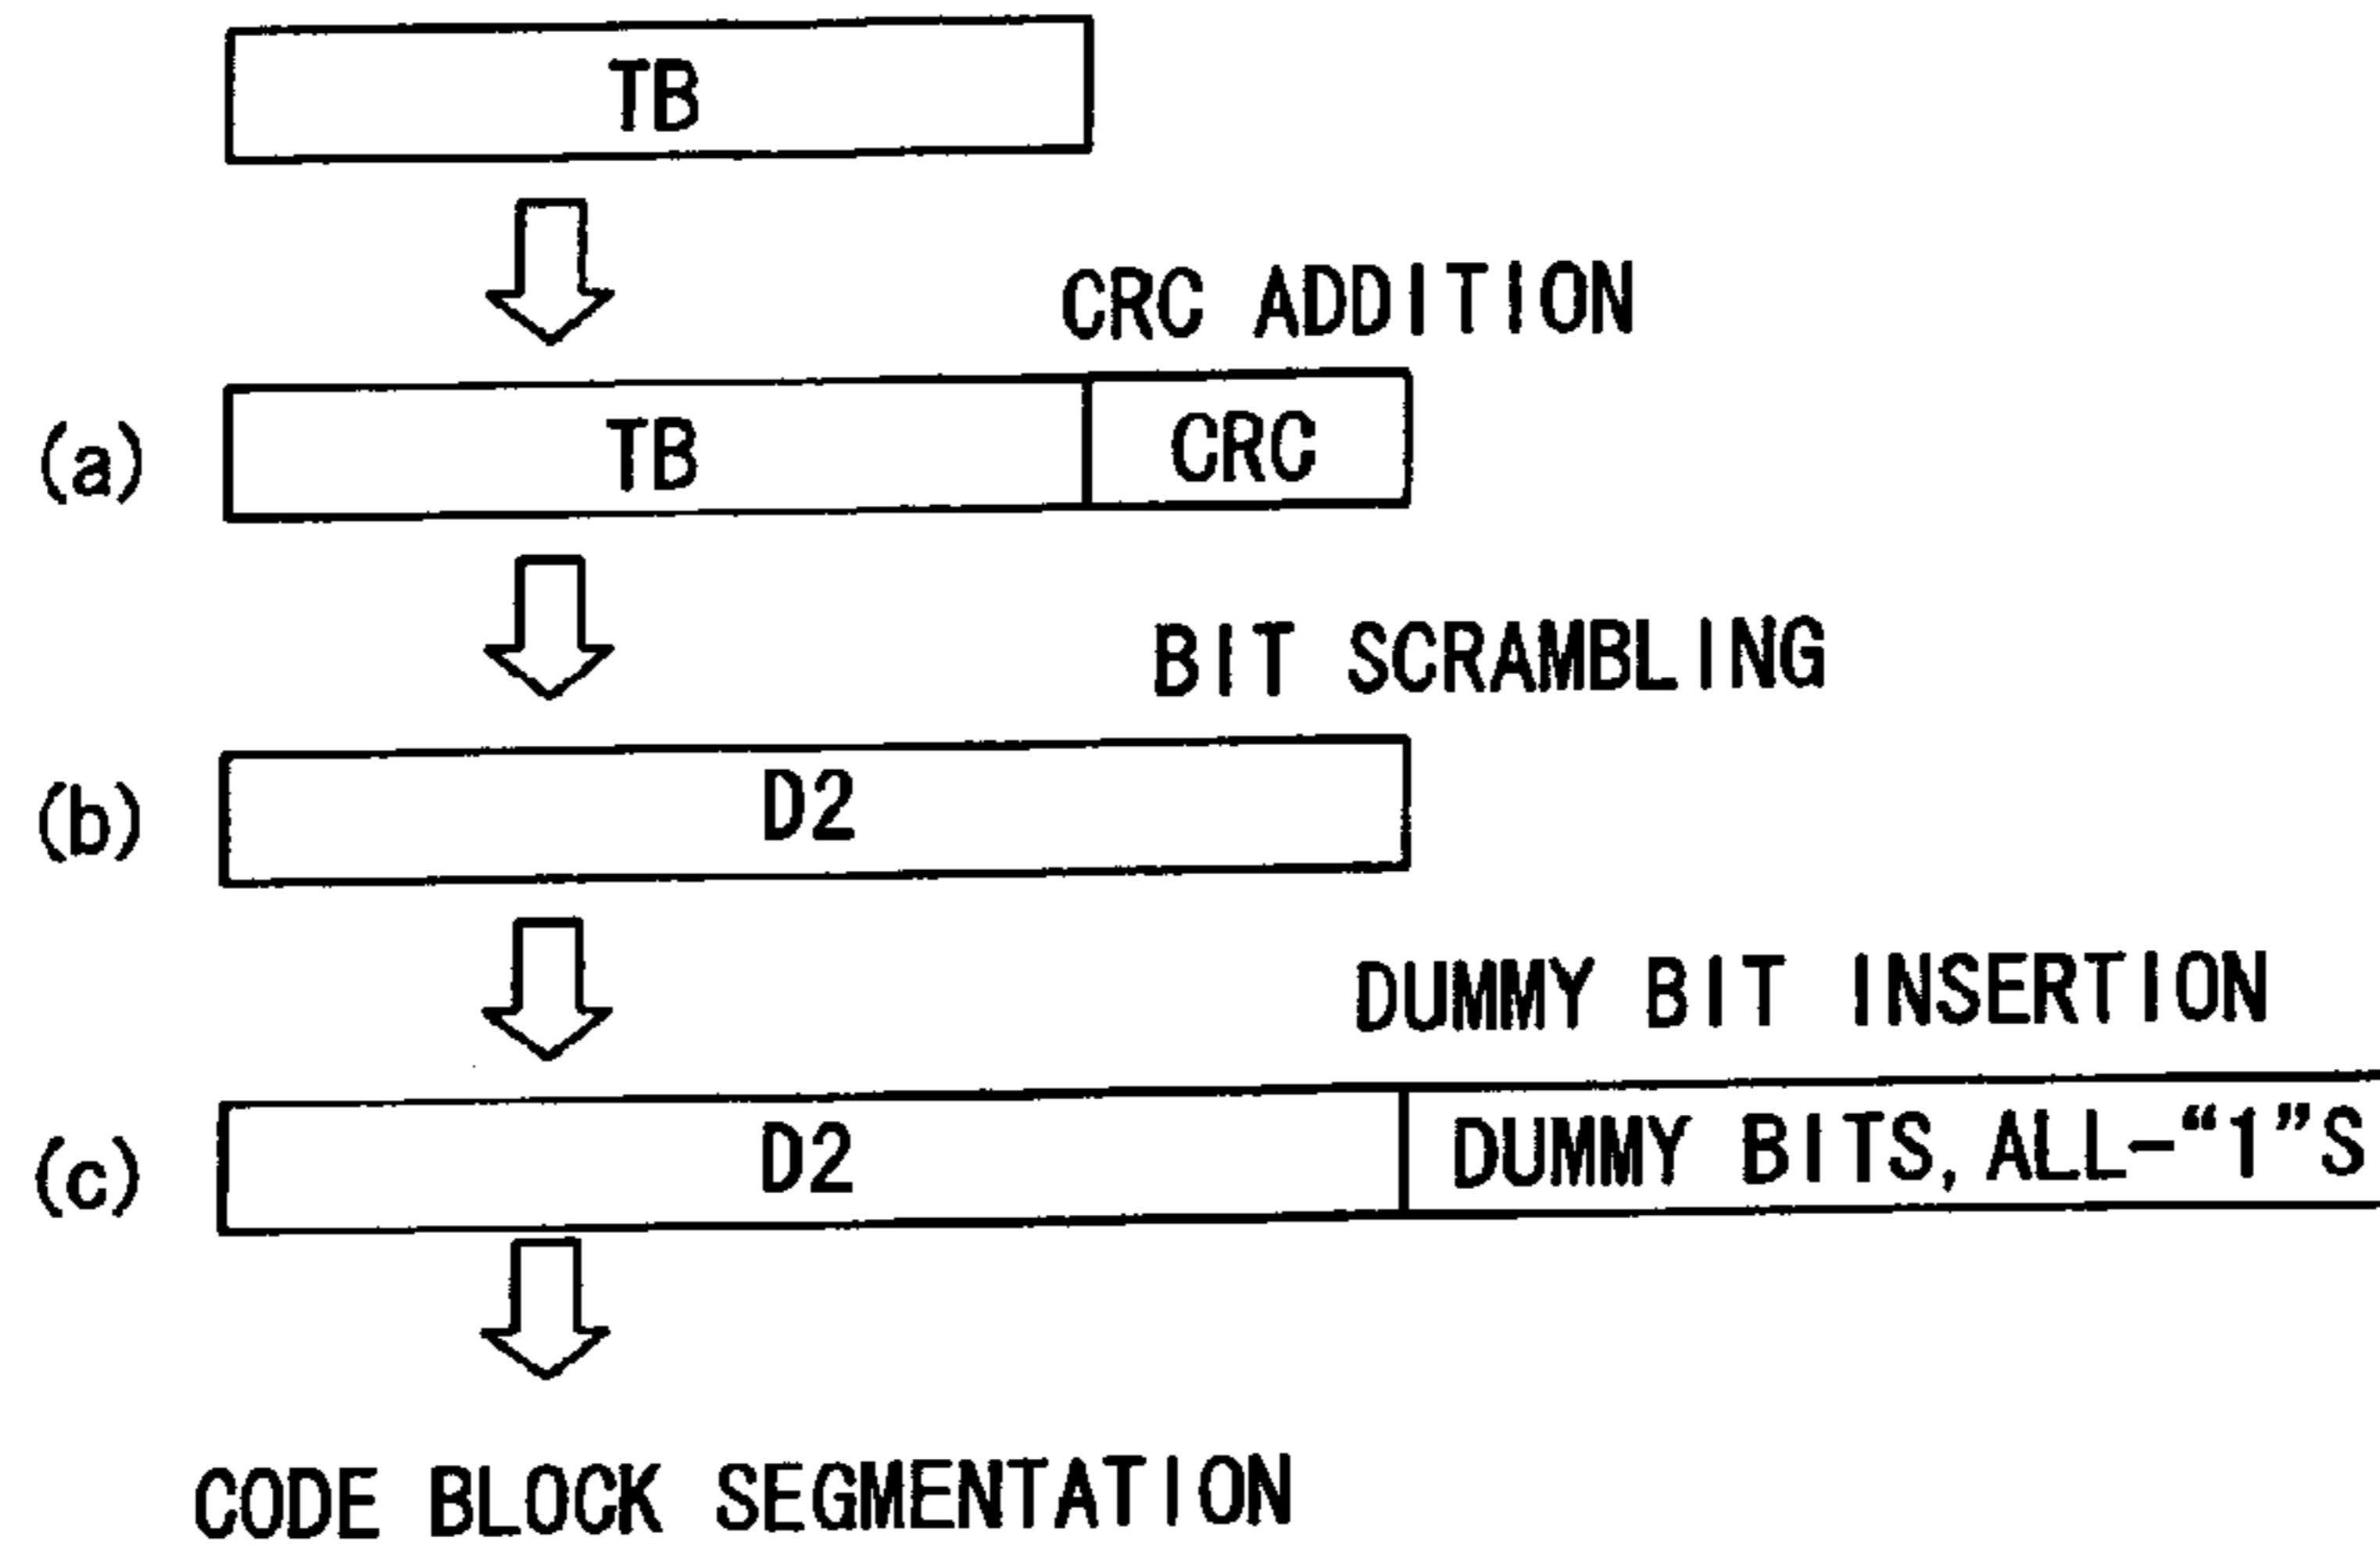 TB
CRC ADDITION
(a) TB CRC
BIT SCRAMBLING
(b) D2
DUMMY BIT INSERTION
(c) D2 DUMMY BITS, ALL-“1”S
CODE BLOCK SEGMENTATION